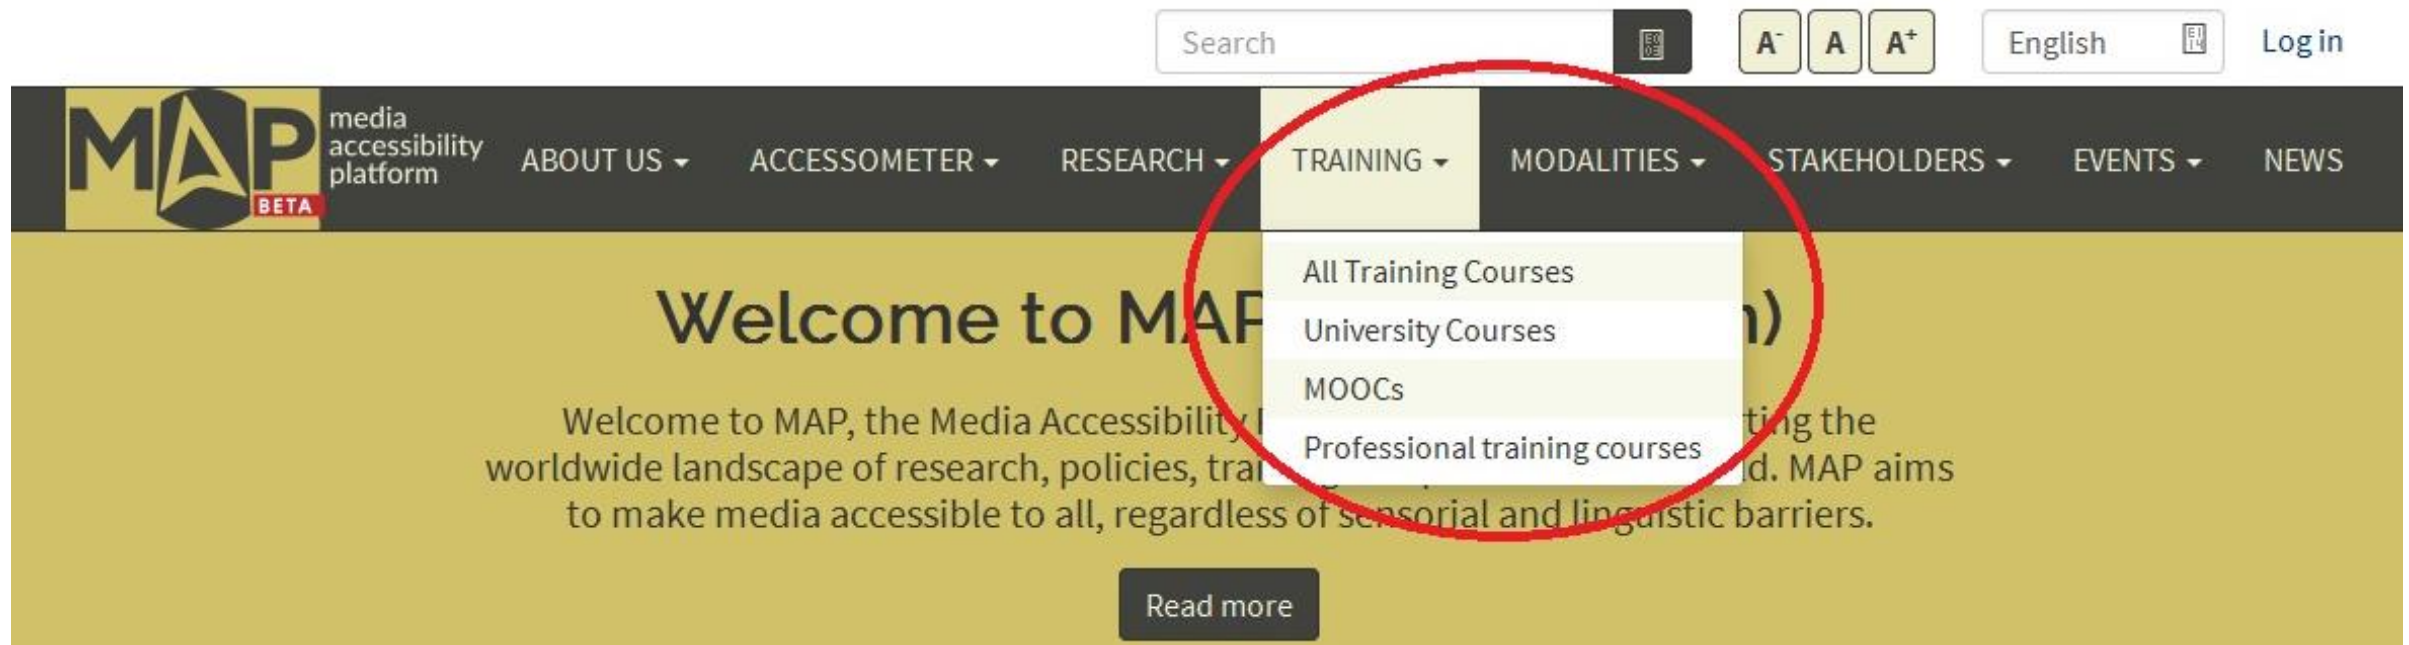 Search
A- A A+
English
Log in
MAP
BETA
media
accessibility
platform
ABOUT US
ACCESSOMETER
RESEARCH
TRAINING
MODALITIES
STAKEHOLDERS
EVENTS
NEWS
All Training Courses
University Courses
MOOCs
Professional training courses
Welcome to MAP
Welcome to MAP, the Media Accessibility ting the
worldwide landscape of research, policies, d. MAP aims
to make media accessible to all, regardless of sensorial and linguistic barriers.
Read more